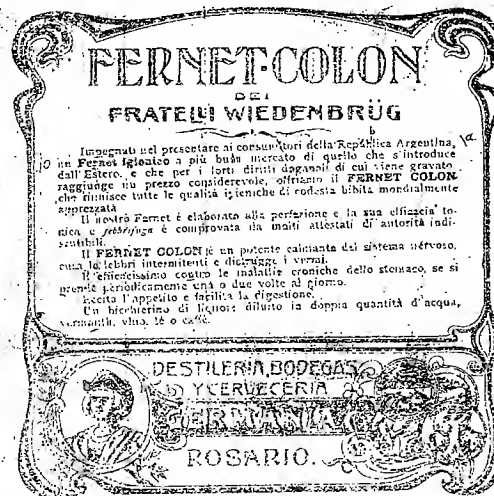 FERNET-COLON
DEI
FRATELLI WIEDENBRÜG
Impegnati nel presentare ai consumatori della República Argentina,
un Fernet Igienico a più buon mercato di quello che s'introduce
dall'Estero, e che per i forti diritti doganali di cui viene gravato
raggiunge un prezzo considerevole, offriamo il FERNET COLON
che riunisce tutte le qualità igieniche di codesta bibita mondialmente
apprezzata
Il nostro Fernet è elaborato alla perfezione e la sua efficacia to-
nica e febbrifuga è comprovata da molti attestati di autorità indi-
scutibili.
Il FERNET COLON è un potente calmante del sistema nervoso,
cura le febbri intermitenti e distrugge i vermi.
È efficacissimo contro le malattie croniche dello stomaco, se si
prende periodicamente una o due volte al giorno.
Eccita l'appetito e facilita la digestione.
Un bicchierino di liquore diluito in doppia quantità d'acqua,
vermouth, vino, tè o caffè.
DESTILERIA, BODEGAS
Y CERVECERIA
GERMANIA
ROSARIO.